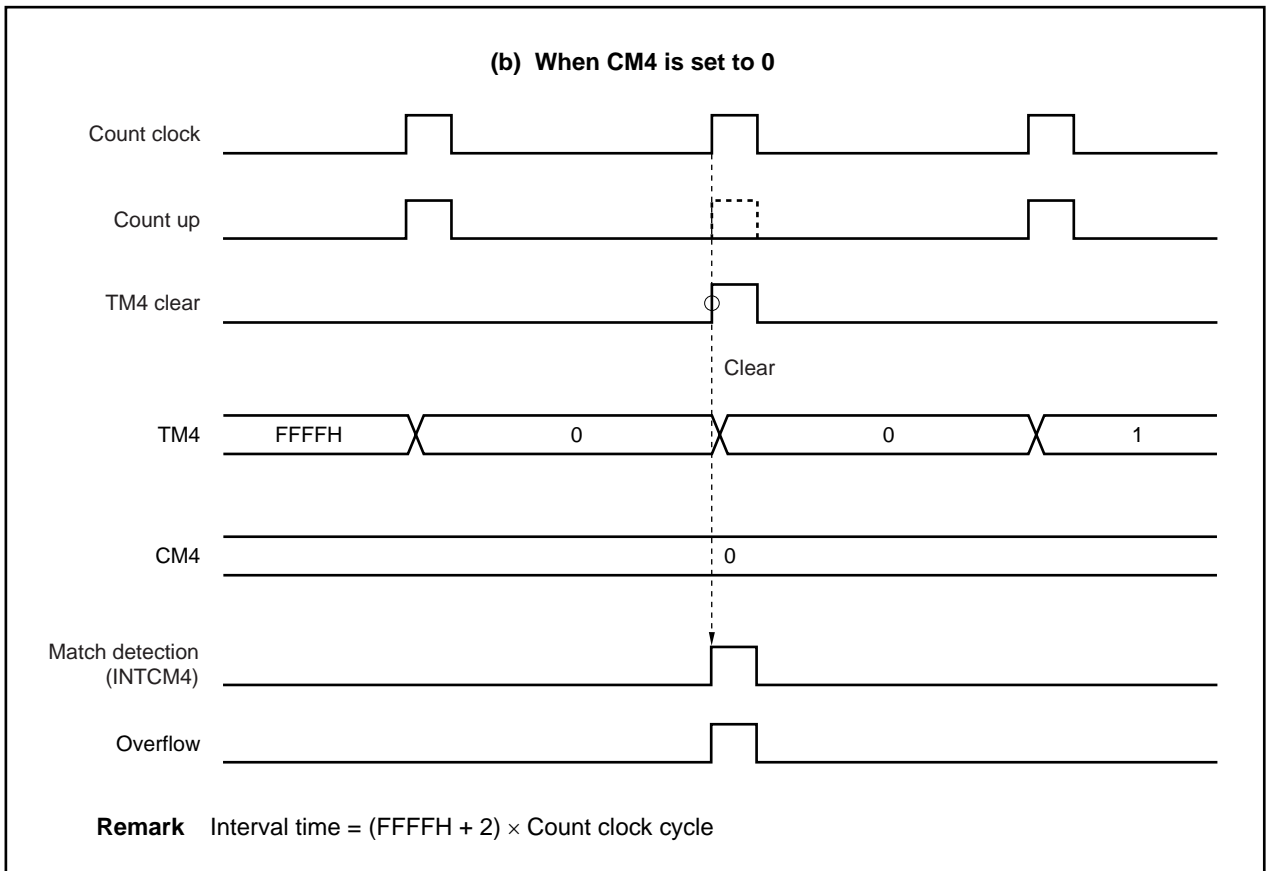 (b) When CM4 is set to 0
Count clock
Count up
TM4 clear
Clear
TM4
FFFFH
0
0
1
CM4
0
Match detection
(INTCM4)
Overflow
Remark Interval time = (FFFFH + 2) × Count clock cycle